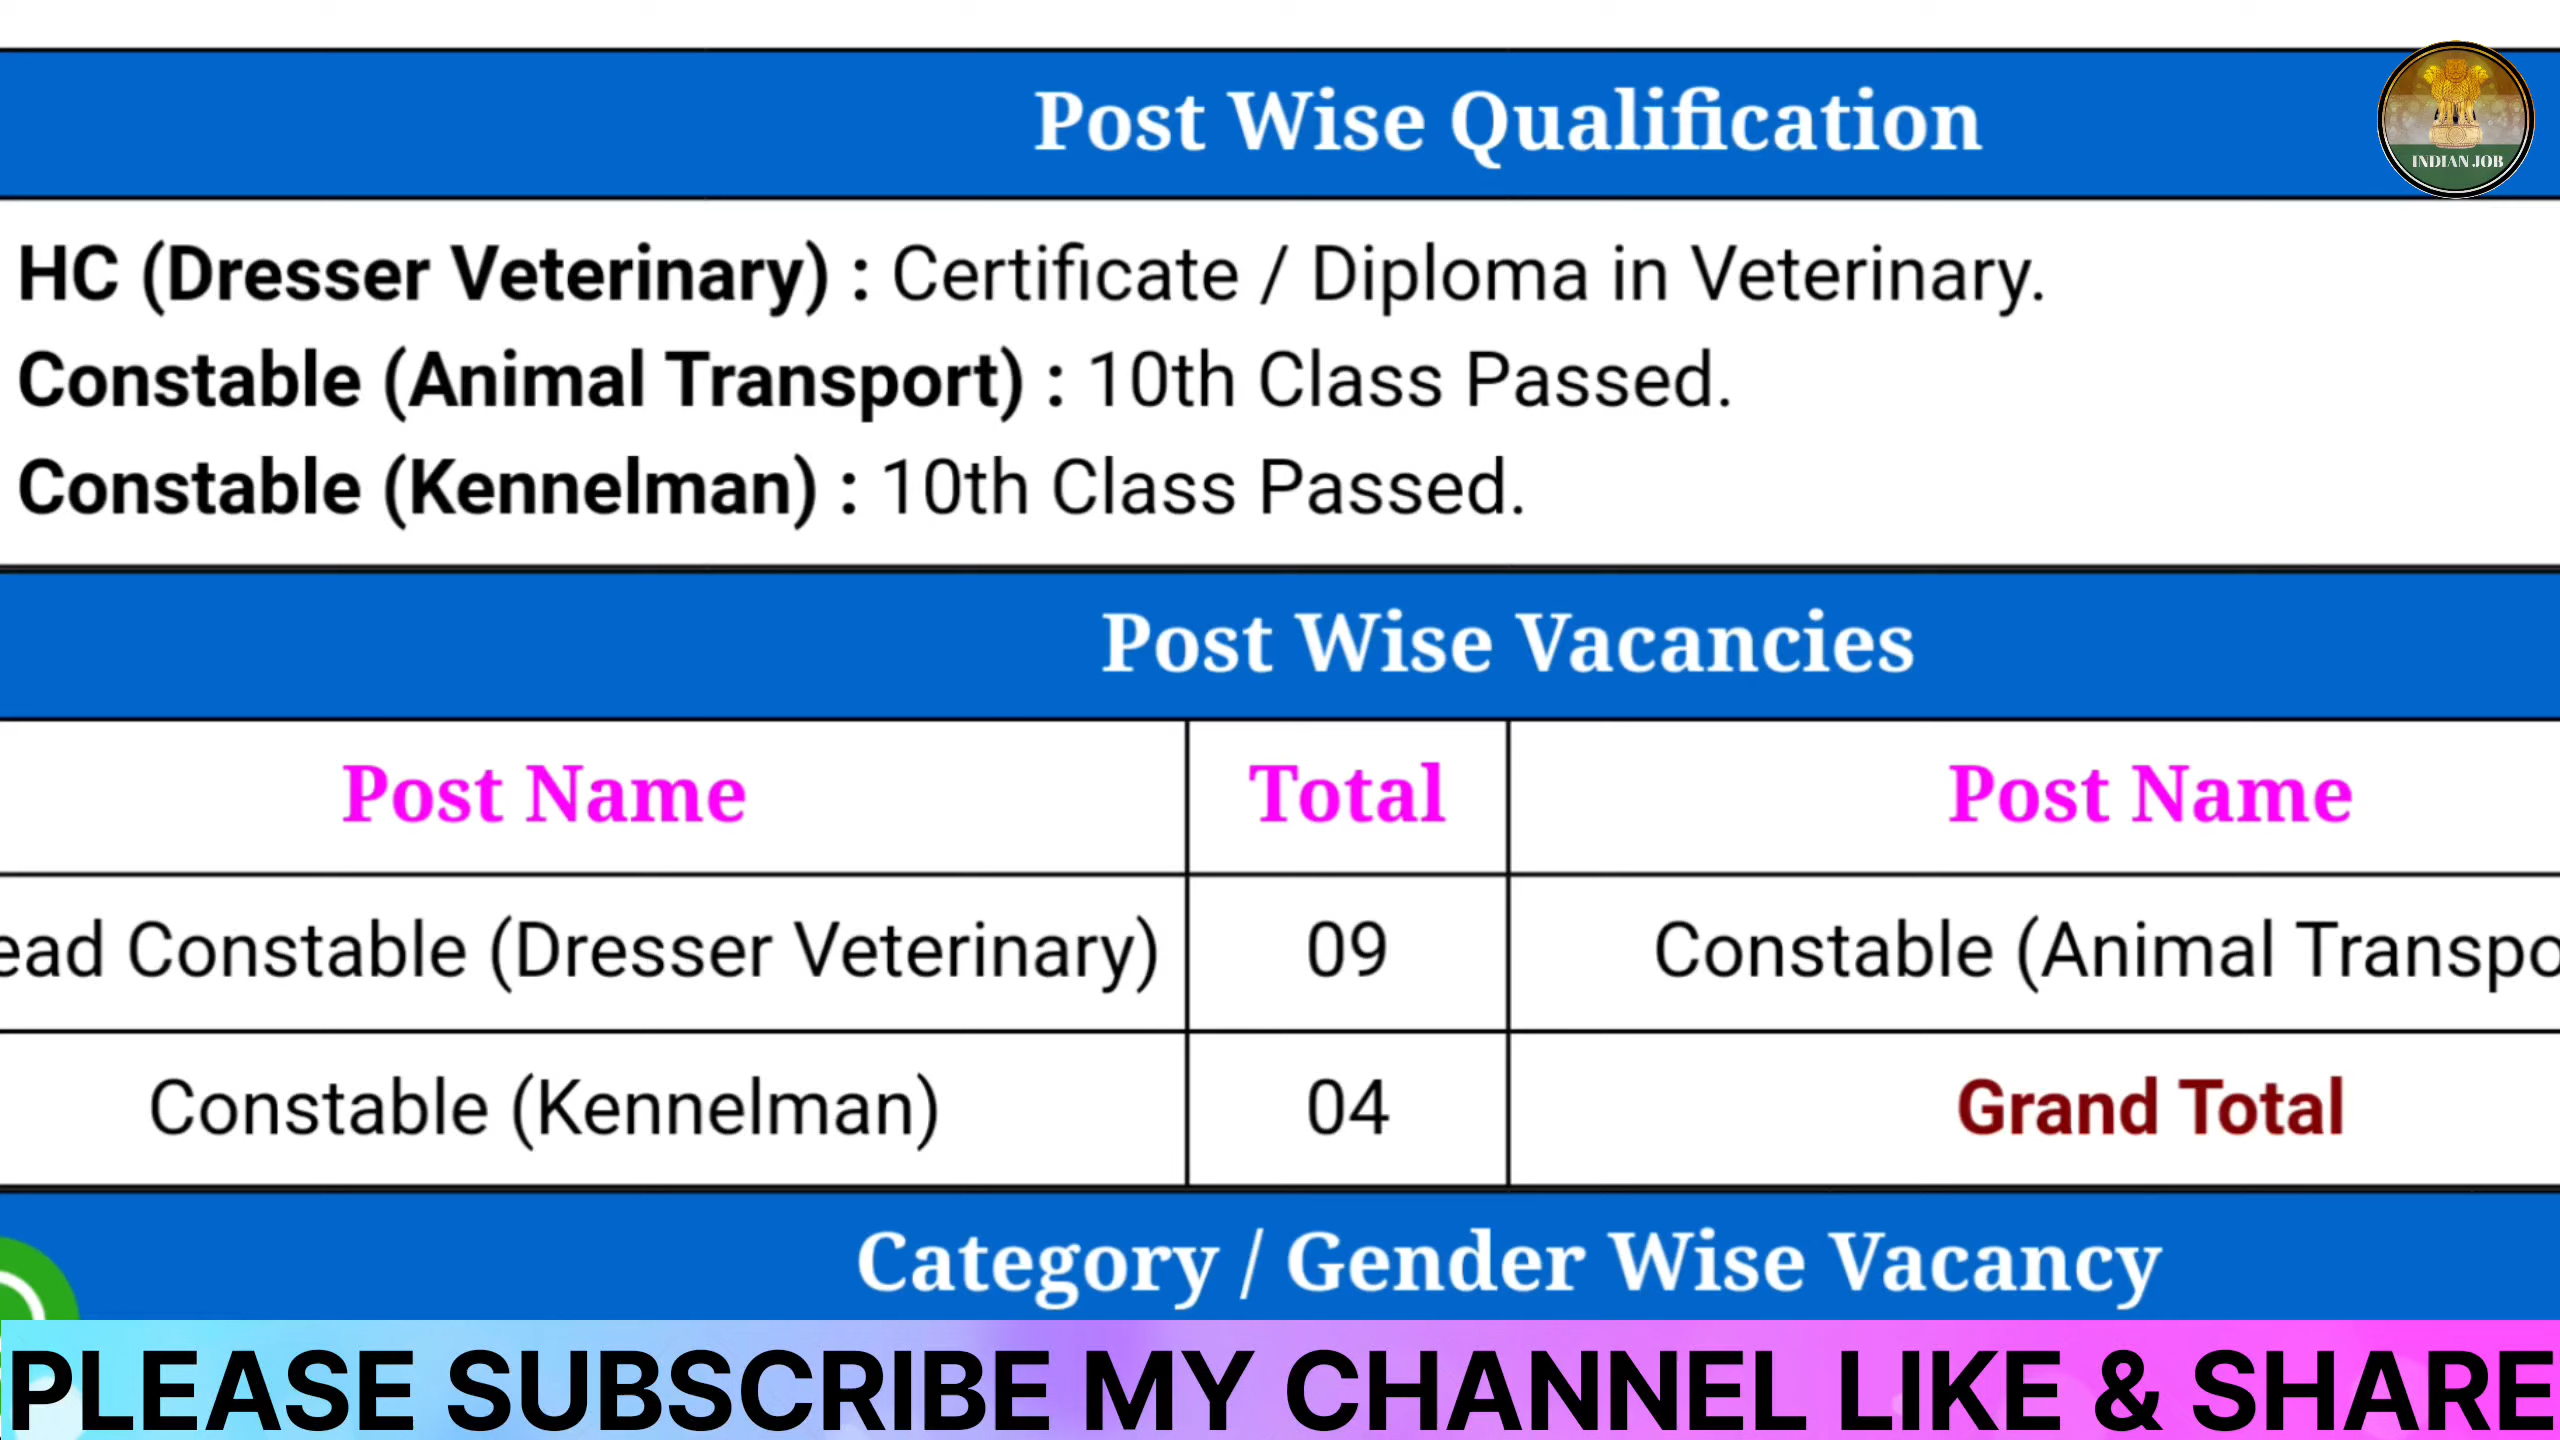 Post Wise Qualification
INDIAN JOB
HC (Dresser Veterinary) : Certificate / Diploma in Veterinary.
Constable (Animal Transport) : 10th Class Passed.
Constable (Kennelman) : 10th Class Passed.
Post Wise Vacancies
Post Name Total Post Name
ead Constable (Dresser Veterinary) 09 Constable (Animal Transpo
Constable (Kennelman) 04 Grand Total
Category / Gender Wise Vacancy
PLEASE SUBSCRIBE MY CHANNEL LIKE & SHARE